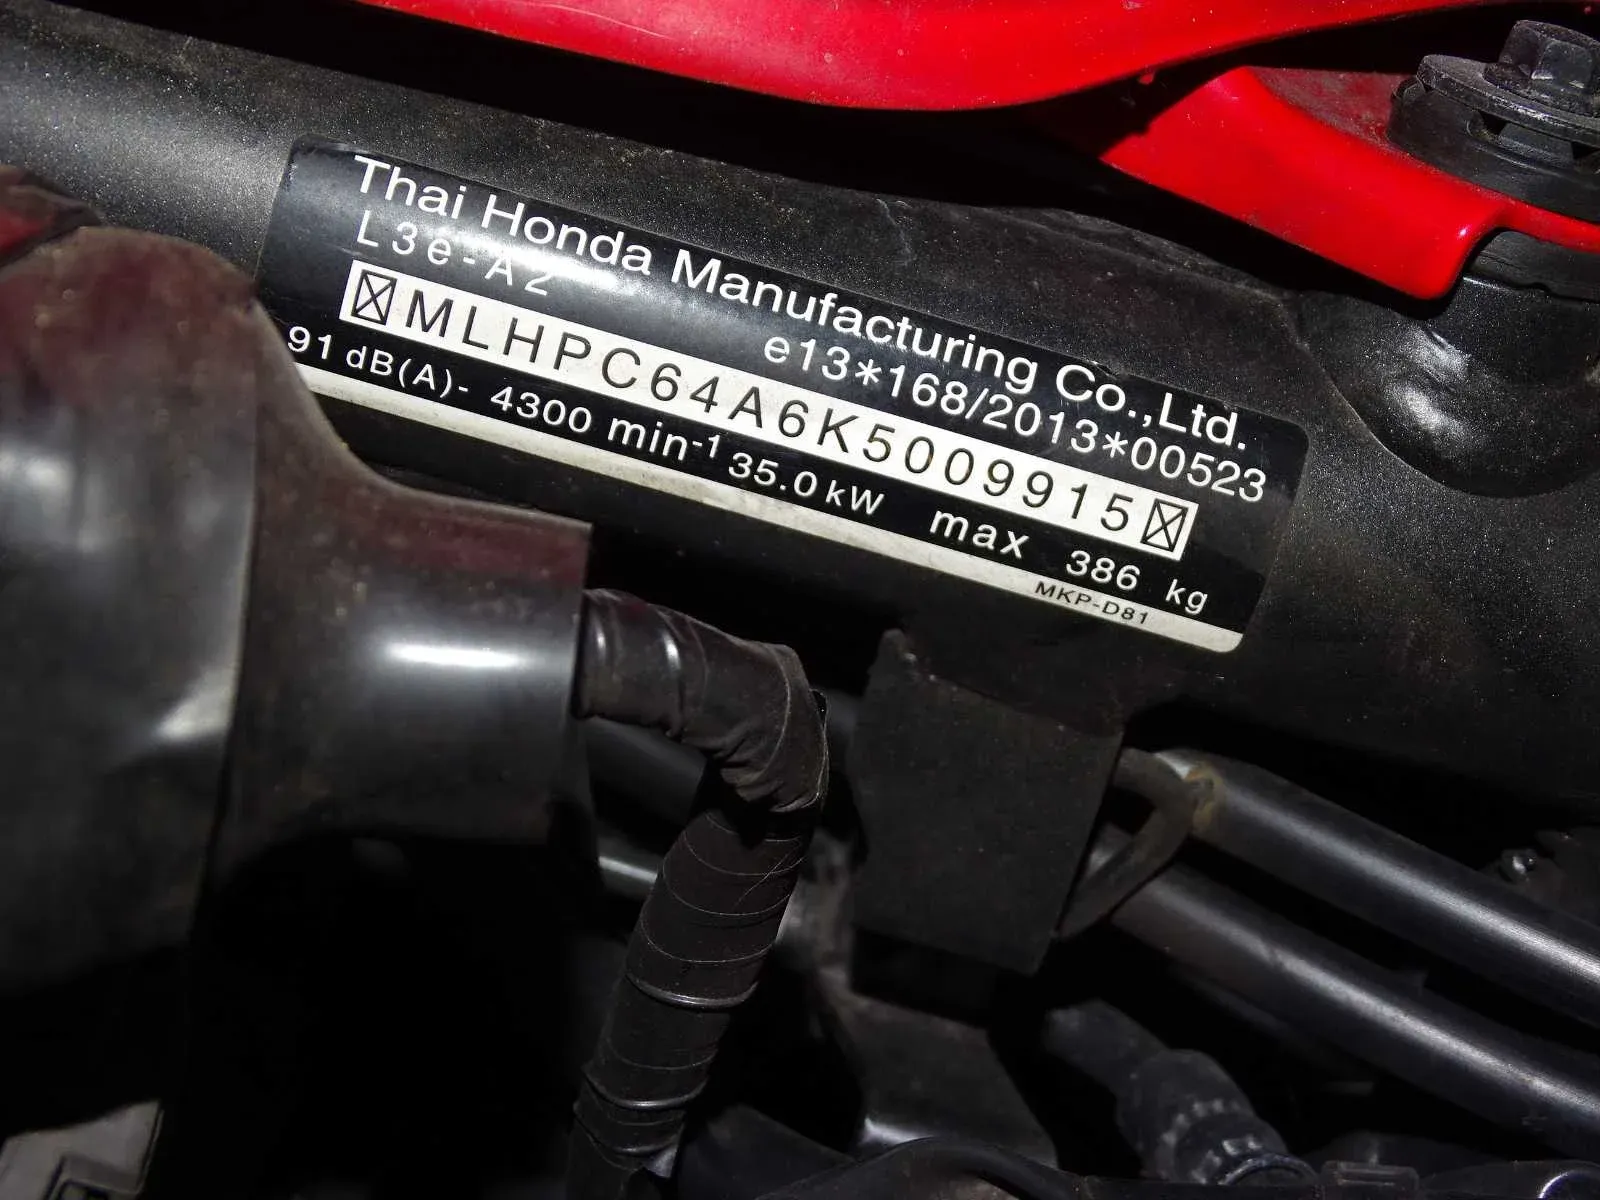 Thai Honda Manufacturing Co.,Ltd.
L3e-A2 e13*168/2013*00523
MLHPC64A6K5009915
91 dB(A)- 4300 min-1 35.0 kW max 386 kg
MKP-D81